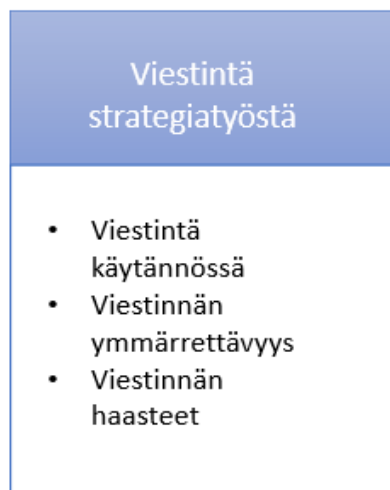 Viestintä
strategiatyöstä
• Viestintä
käytännössä
• Viestinnän
ymmärrettävyys
• Viestinnän
haasteet